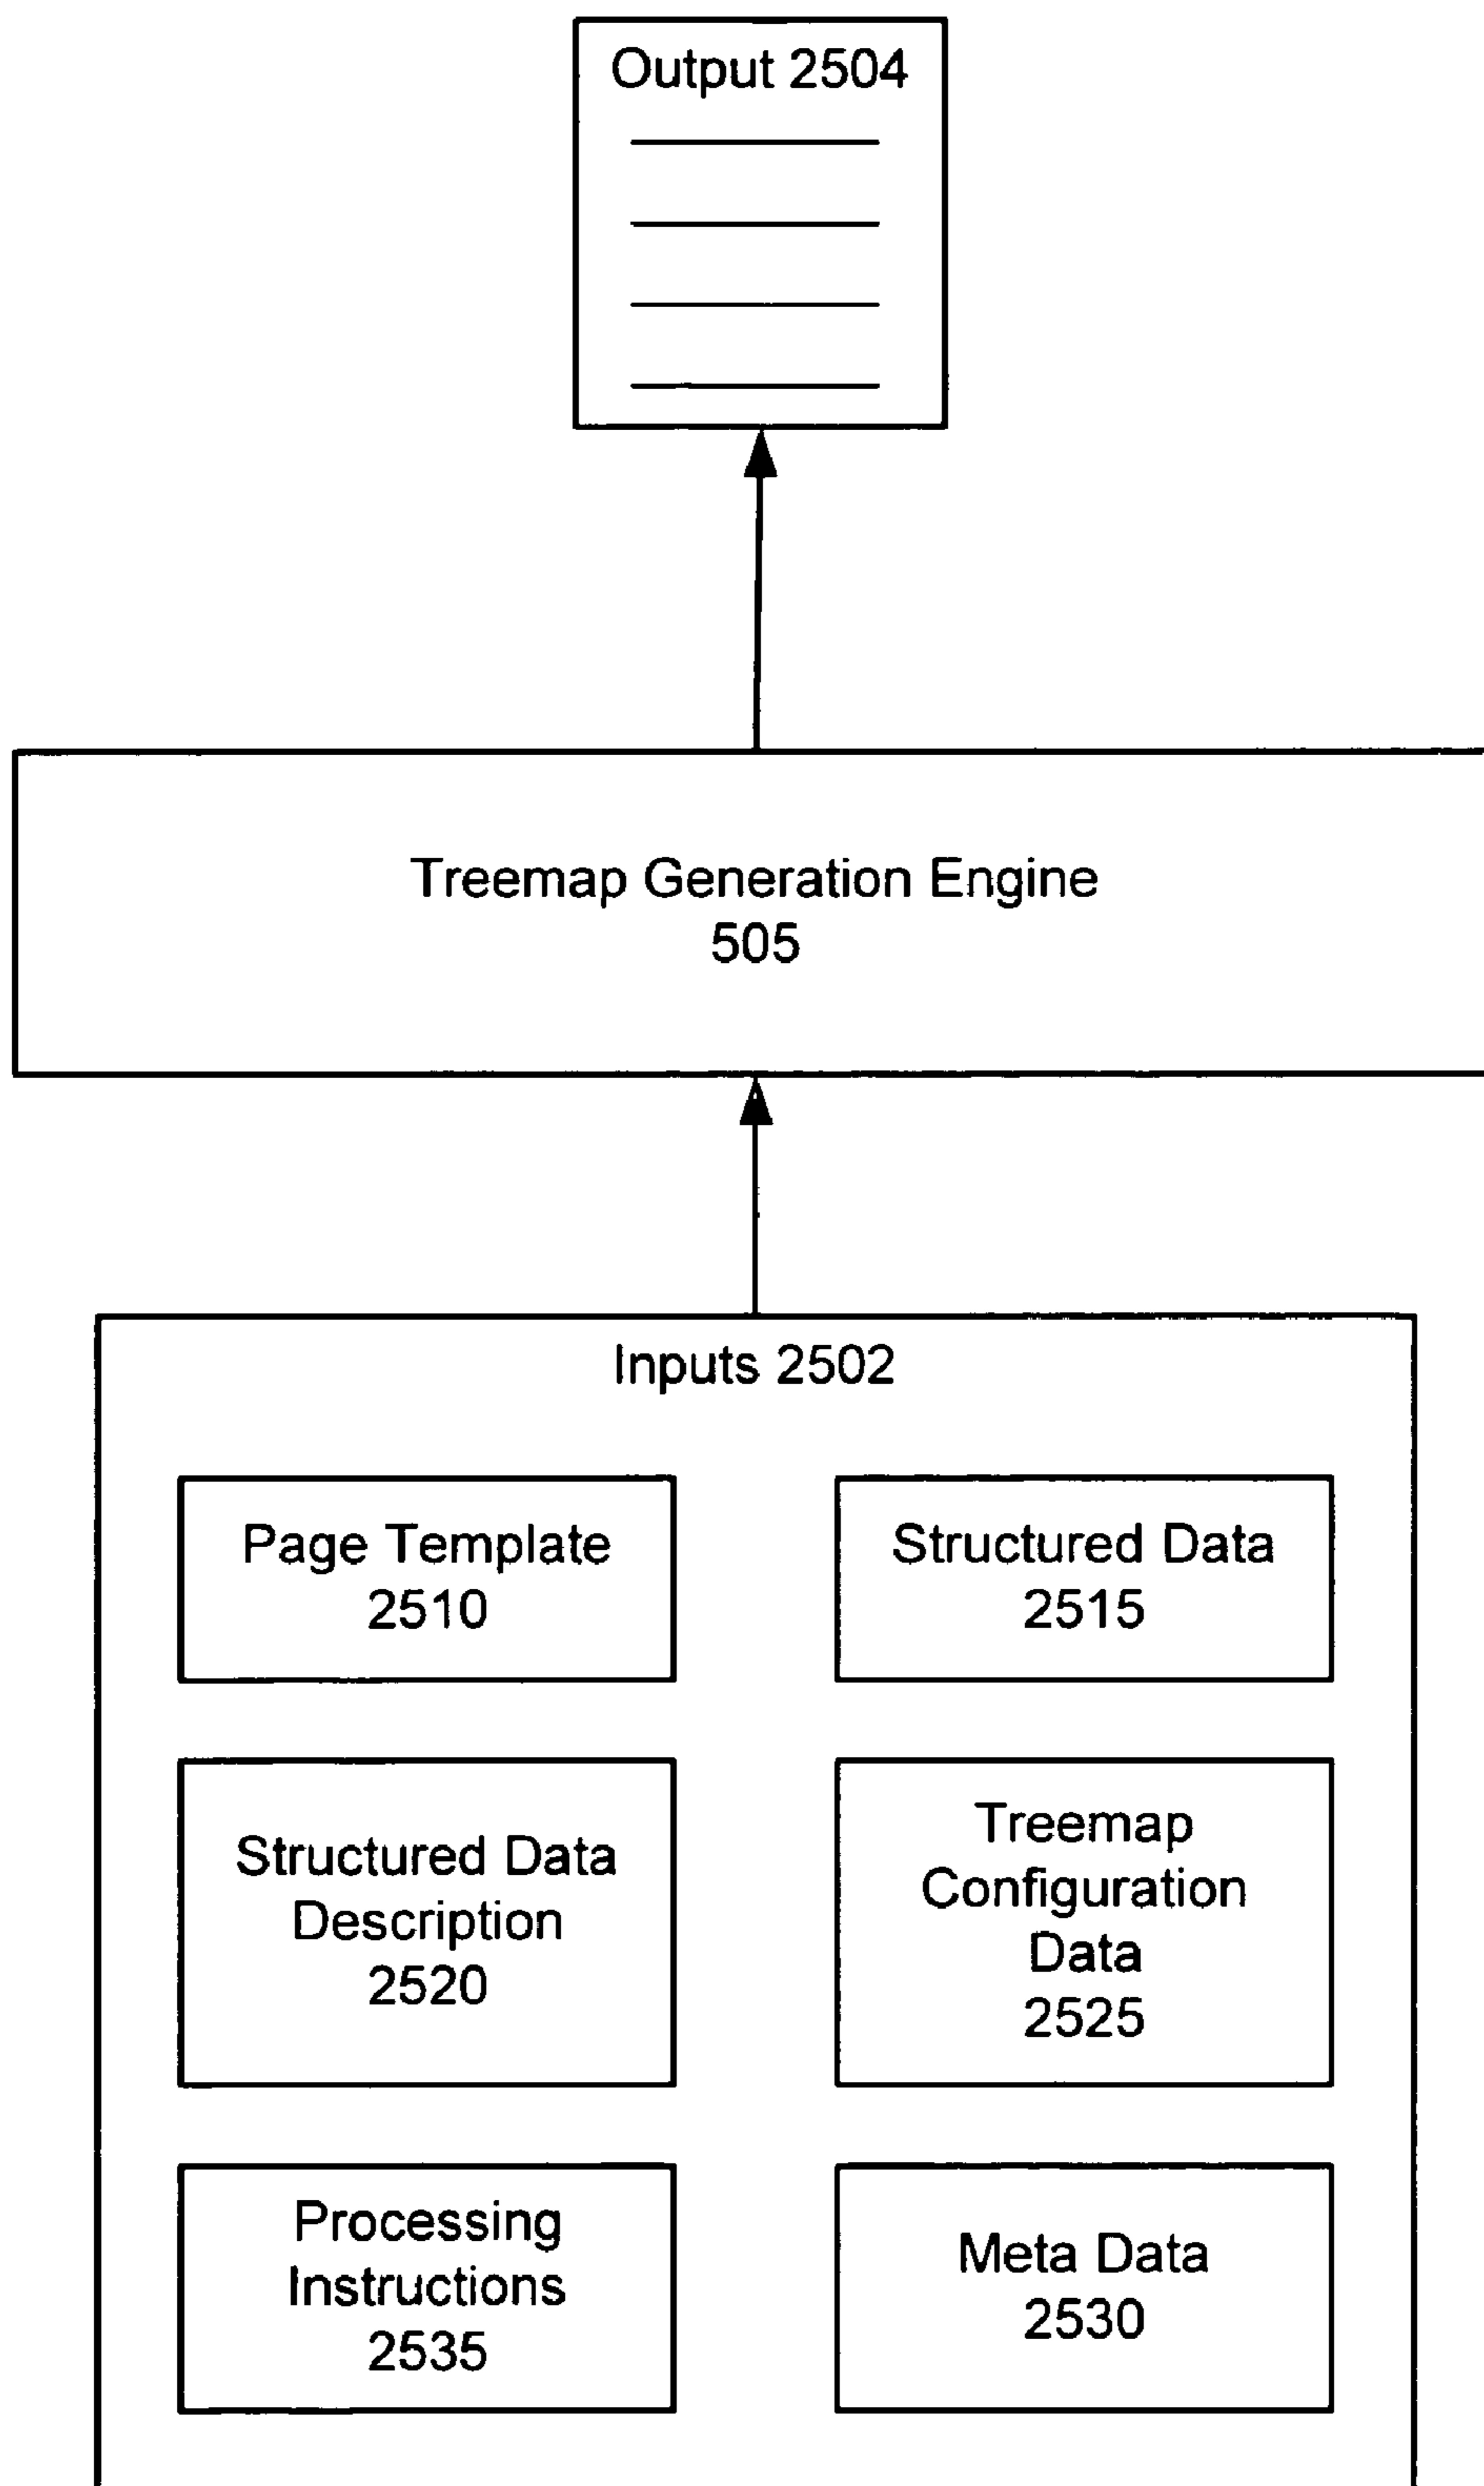 Output 2504
Treemap Generation Engine
505
Inputs 2502
Page Template
2510
Structured Data
2515
Structured Data
Description
2520
Treemap
Configuration
Data
2525
Processing
Instructions
2535
Meta Data
2530